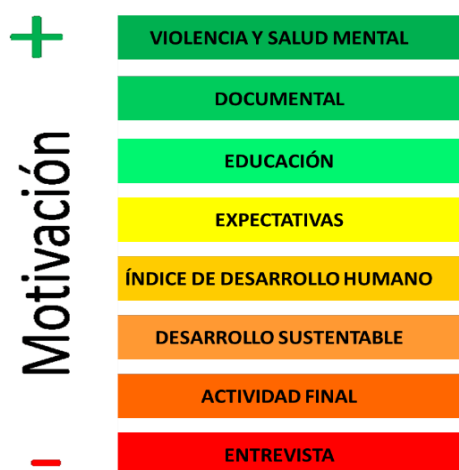 +
VIOLENCIA Y SALUD MENTAL
DOCUMENTAL
EDUCACIÓN
EXPECTATIVAS
ÍNDICE DE DESARROLLO HUMANO
DESARROLLO SUSTENTABLE
ACTIVIDAD FINAL
ENTREVISTA
Motivación
-